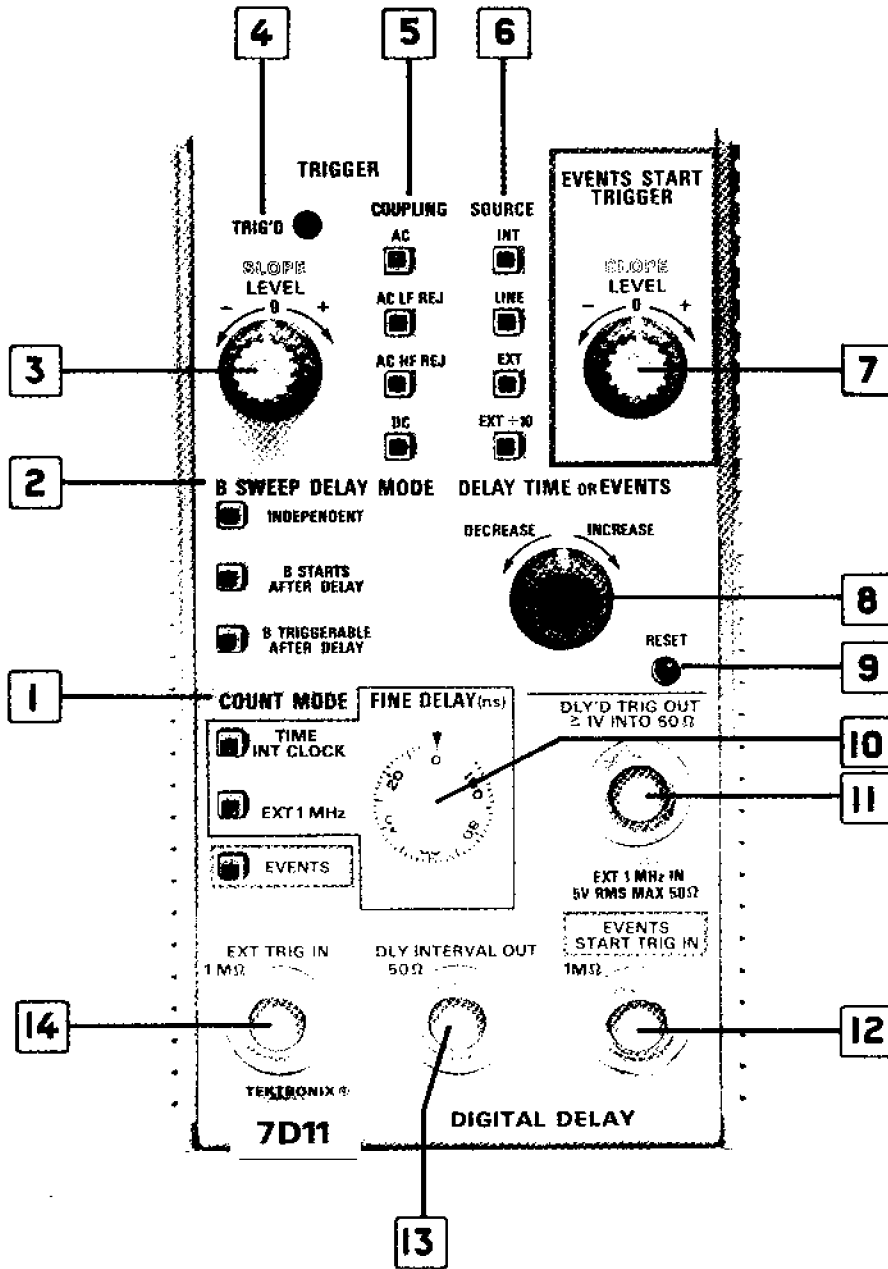 4
5
6
TRIGGER
TRIG'D
COUPLING
AC
AC LF REJ
AC HF REJ
DC
SOURCE
INT
LINE
EXT
EXT ÷10
EVENTS START
TRIGGER
SLOPE
LEVEL
- 0 +
SLOPE
LEVEL
- 0 +
3
7
2
B SWEEP DELAY MODE
INDEPENDENT
B STARTS
AFTER DELAY
B TRIGGERABLE
AFTER DELAY
DELAY TIME OR EVENTS
DECREASE
INCREASE
8
RESET
9
1
COUNT MODE
TIME
INT CLOCK
EXT 1 MHz
EVENTS
FINE DELAY (ns)
0
20
80
10
DLY'D TRIG OUT
≥ 1V INTO 50Ω
11
EXT 1 MHz IN
5V RMS MAX 50Ω
EVENTS
START TRIG IN
1MΩ
EXT TRIG IN
1MΩ
DLY INTERVAL OUT
50Ω
14
12
TEKTRONIX ®
7D11
DIGITAL DELAY
13